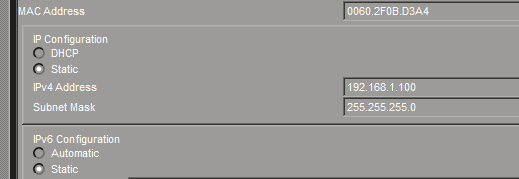 MAC Address 0060.2F0B.D3A4
IP Configuration
DHCP
Static
IPv4 Address 192.168.1.100
Subnet Mask 255.255.255.0
IPv6 Configuration
Automatic
Static